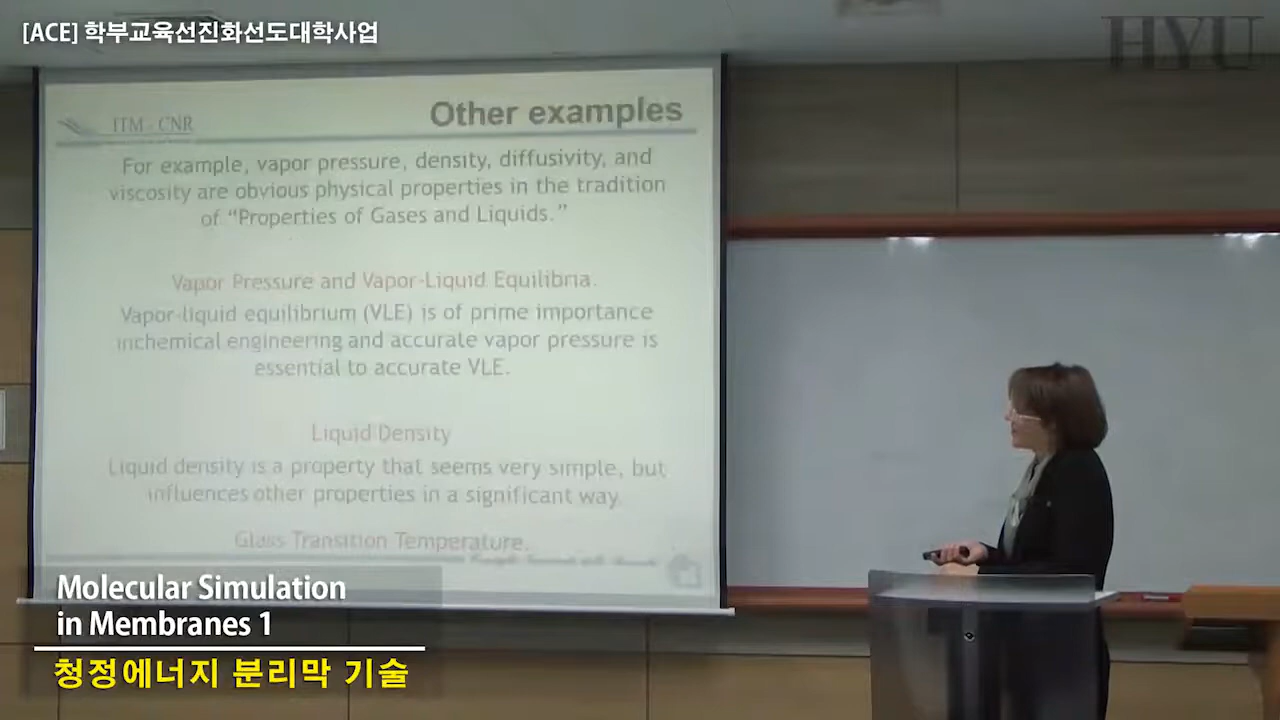 [ACE] 학부교육선진화선도대학사업
HYU
ITM - CNR
Other examples
For example, vapor pressure, density, diffusivity, and
viscosity are obvious physical properties in the tradition
of “Properties of Gases and Liquids.”
Vapor Pressure and Vapor-Liquid Equilibria.
Vapor-liquid equilibrium (VLE) is of prime importance
inchemical engineering and accurate vapor pressure is
essential to accurate VLE.
Liquid Density
Liquid density is a property that seems very simple, but
influences other properties in a significant way.
Glass Transition Temperature.
Molecular Simulation
in Membranes 1
청정에너지 분리막 기술